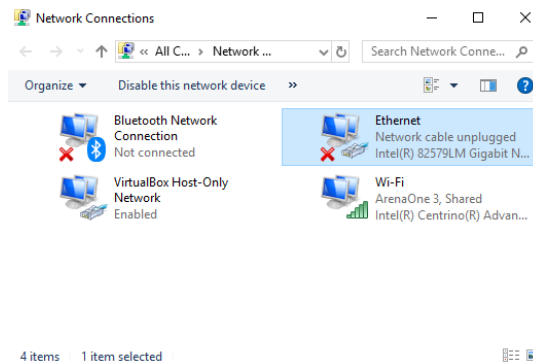 Network Connections
« All C... › Network ...
Search Network Conne...
Organize
Disable this network device
»
Bluetooth Network
Connection
Not connected
Ethernet
Network cable unplugged
Intel(R) 82579LM Gigabit N...
VirtualBox Host-Only
Network
Enabled
Wi-Fi
ArenaOne 3, Shared
Intel(R) Centrino(R) Advan...
4 items
1 item selected